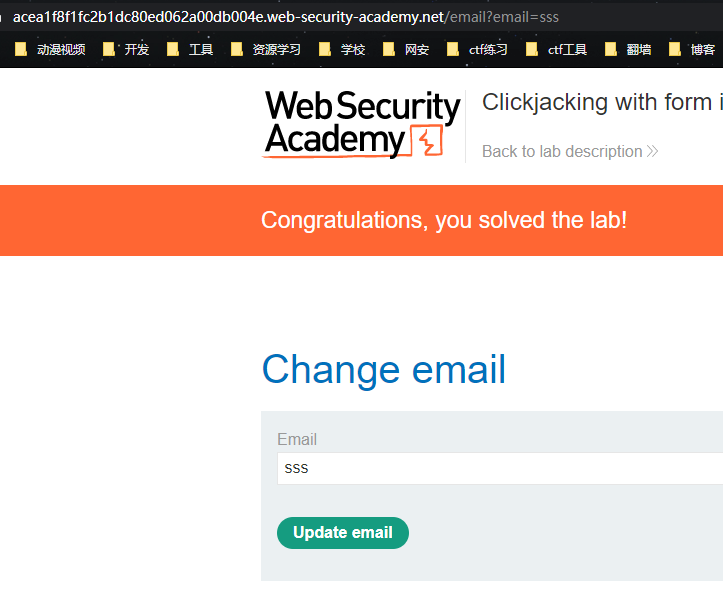 acea1f8f1fc2b1dc80ed062a00db004e.web-security-academy.net/email?email=sss
动漫视频 开发 工具 资源学习 学校 网安 ctf练习 ctf工具 翻墙 博客
Web Security
Academy
Clickjacking with form i
Back to lab description
Congratulations, you solved the lab!
Change email
Email
sss
Update email